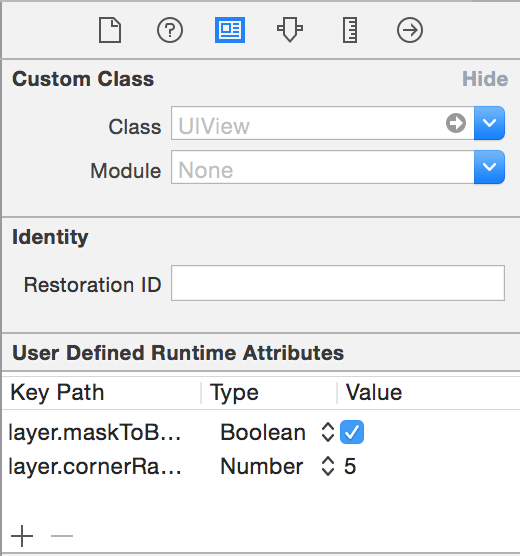 Custom Class Hide
Class UIView
Module None
Identity
Restoration ID
User Defined Runtime Attributes
Key Path Type Value
layer.maskToB... Boolean
layer.cornerRa... Number 5